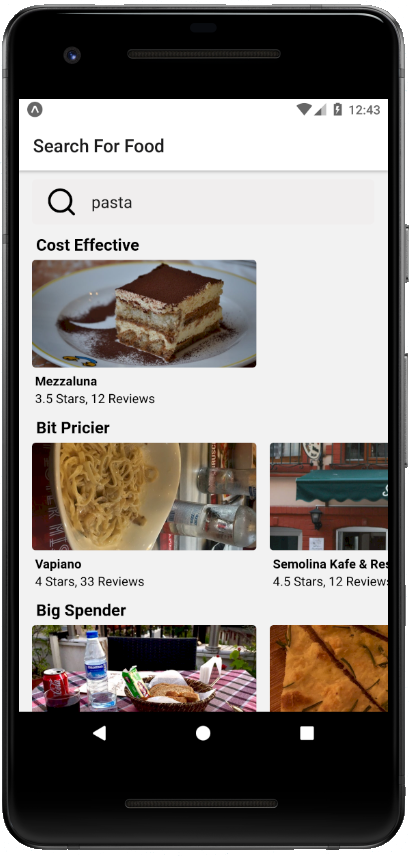 12:43
Search For Food
pasta
Cost Effective
Mezzaluna
3.5 Stars, 12 Reviews
Bit Pricier
Vapiano
4 Stars, 33 Reviews
Semolina Kafe & Res
4.5 Stars, 12 Reviews
Big Spender